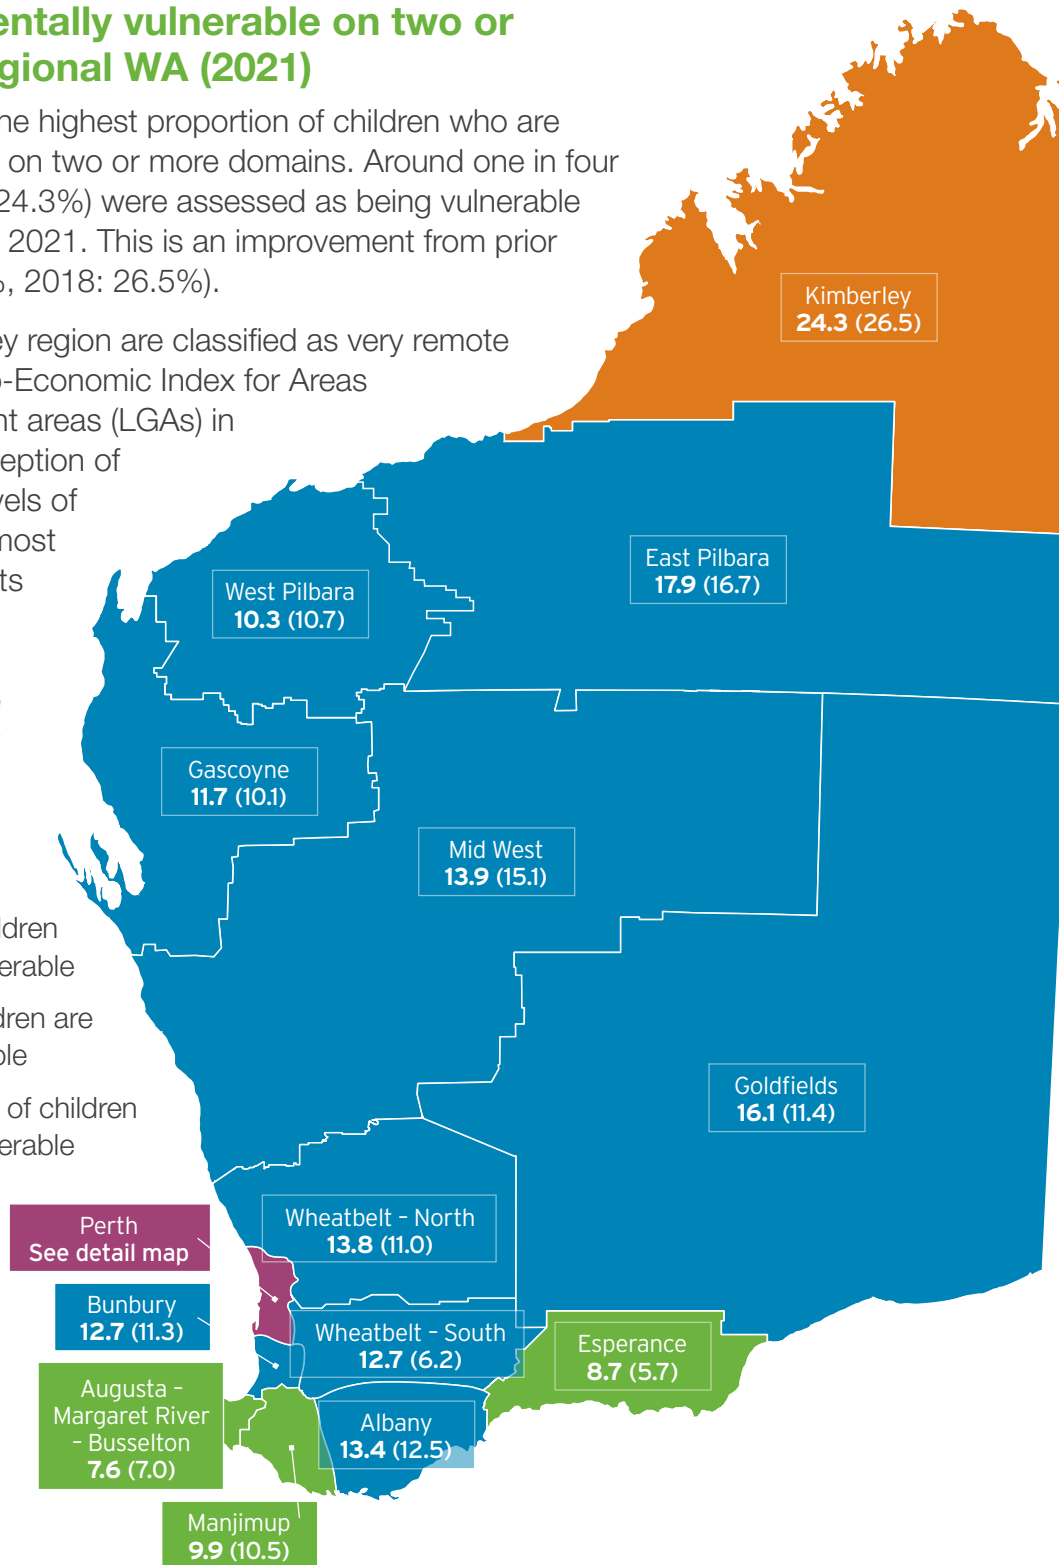 entally vulnerable on two or
egional WA (2021)
he highest proportion of children who are
on two or more domains. Around one in four
24.3%) were assessed as being vulnerable
2021. This is an improvement from prior
%, 2018: 26.5%).
ey region are classified as very remote
o-Economic Index for Areas
nt areas (LGAs) in
eption of
vels of
most
ts
Kimberley
24.3 (26.5)
East Pilbara
17.9 (16.7)
West Pilbara
10.3 (10.7)
Gascoyne
11.7 (10.1)
Mid West
13.9 (15.1)
ldren
erable
dren are
ble
of children
erable
Goldfields
16.1 (11.4)
Perth
See detail map
Wheatbelt – North
13.8 (11.0)
Bunbury
12.7 (11.3)
Wheatbelt – South
12.7 (6.2)
Esperance
8.7 (5.7)
Augusta –
Margaret River
– Busselton
7.6 (7.0)
Albany
13.4 (12.5)
Manjimup
9.9 (10.5)